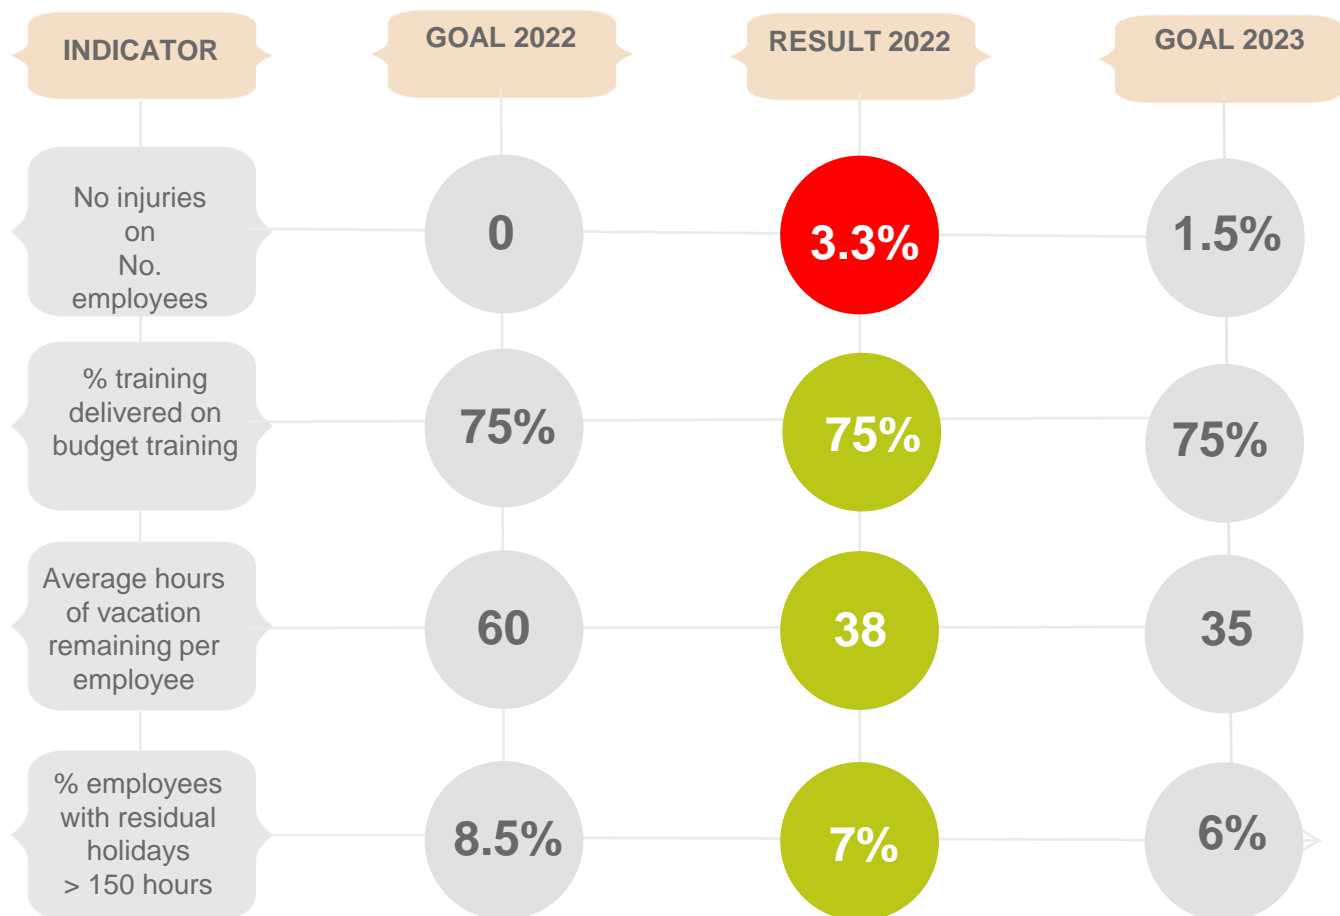 INDICATOR
GOAL 2022
RESULT 2022
GOAL 2023
No injuries
on
No.
employees
0
3.3%
1.5%
% training
delivered on
budget training
75%
75%
75%
Average hours
of vacation
remaining per
employee
60
38
35
% employees
with residual
holidays
> 150 hours
8.5%
7%
6%